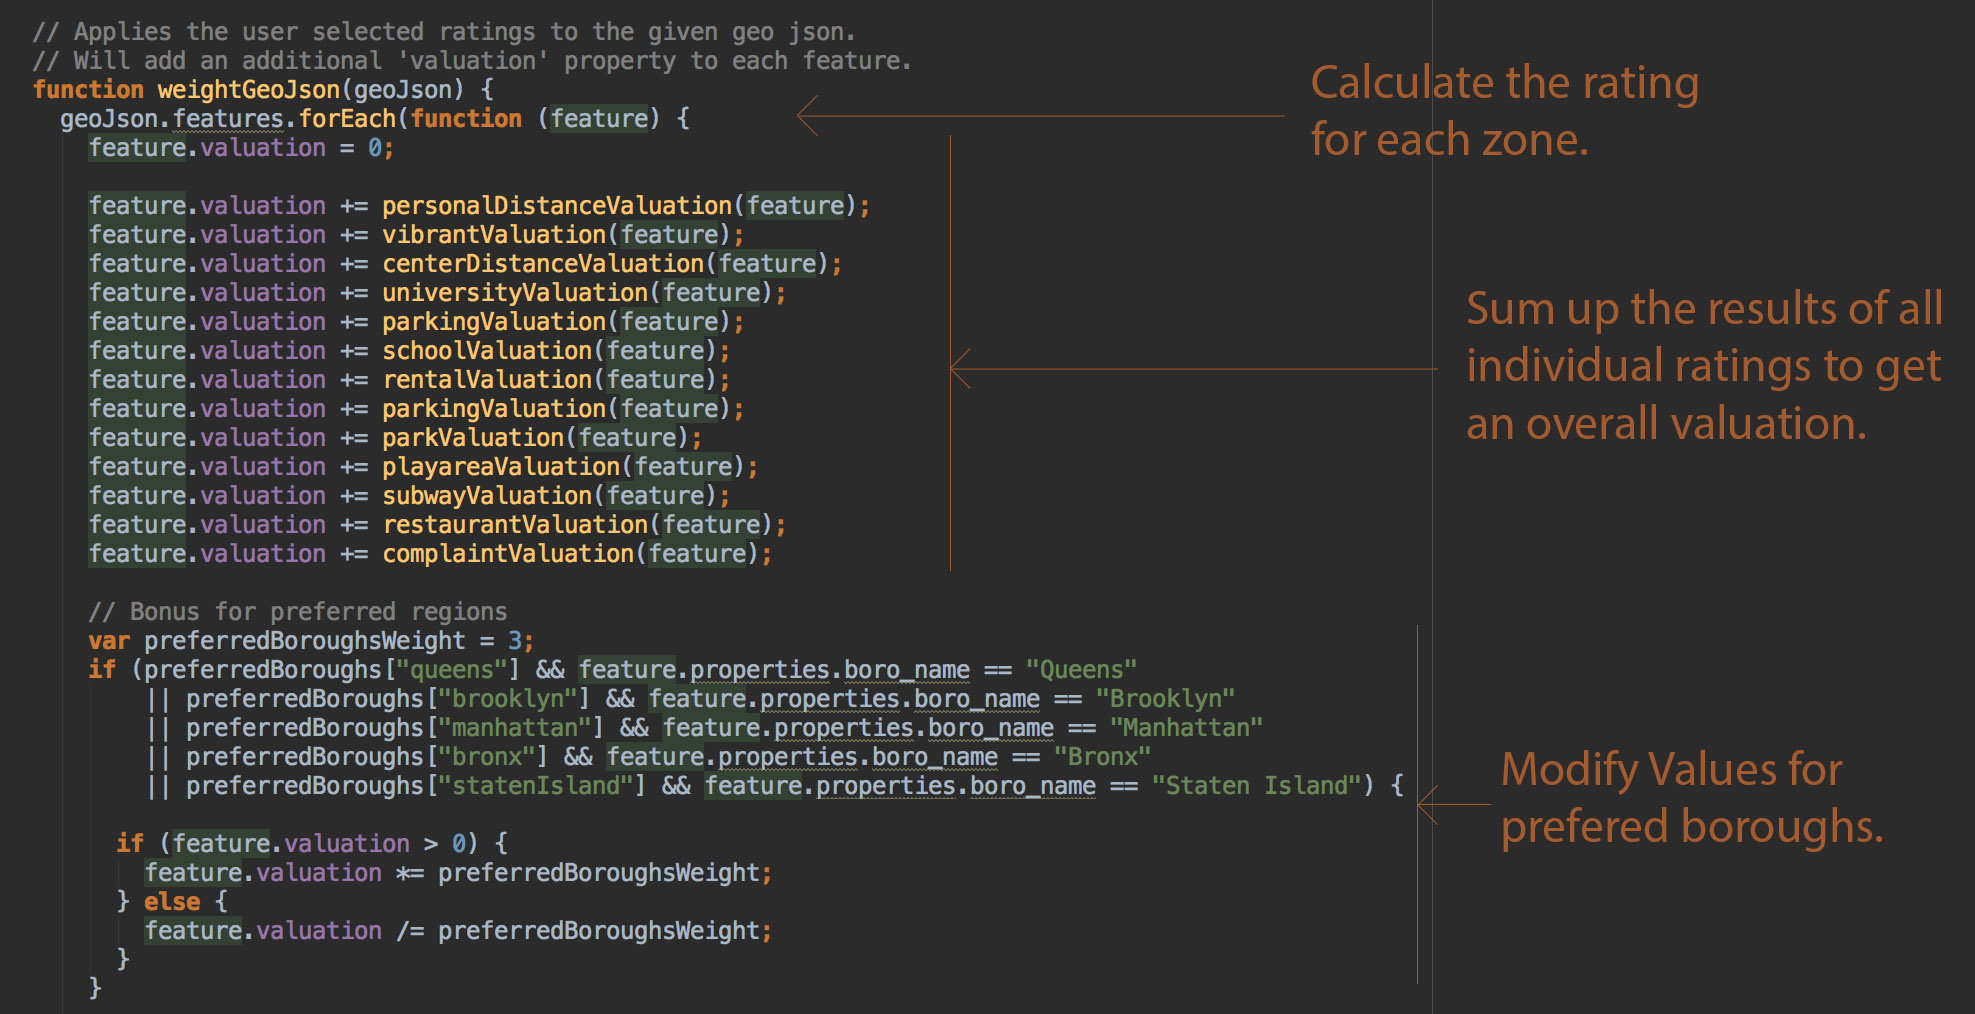 // Applies the user selected ratings to the given geo json.
// Will add an additional 'valuation' property to each feature.
function weightGeoJson(geoJson) {
geoJson.features.forEach(function (feature) {
feature.valuation = 0;
feature.valuation += personalDistanceValuation(feature);
feature.valuation += vibrantValuation(feature);
feature.valuation += centerDistanceValuation(feature);
feature.valuation += universityValuation(feature);
feature.valuation += parkingValuation(feature);
feature.valuation += schoolValuation(feature);
feature.valuation += rentalValuation(feature);
feature.valuation += parkingValuation(feature);
feature.valuation += parkValuation(feature);
feature.valuation += playareaValuation(feature);
feature.valuation += subwayValuation(feature);
feature.valuation += restaurantValuation(feature);
feature.valuation += complaintValuation(feature);
// Bonus for preferred regions
var preferredBoroughsWeight = 3;
if (preferredBoroughs["queens"] && feature.properties.boro_name == "Queens"
|| preferredBoroughs["brooklyn"] && feature.properties.boro_name == "Brooklyn"
|| preferredBoroughs["manhattan"] && feature.properties.boro_name == "Manhattan"
|| preferredBoroughs["bronx"] && feature.properties.boro_name == "Bronx"
|| preferredBoroughs["statenIsland"] && feature.properties.boro_name == "Staten Island") {
if (feature.valuation > 0) {
feature.valuation *= preferredBoroughsWeight;
} else {
feature.valuation /= preferredBoroughsWeight;
}
}
Calculate the rating
for each zone.
Sum up the results of all
individual ratings to get
an overall valuation.
Modify Values for
prefered boroughs.